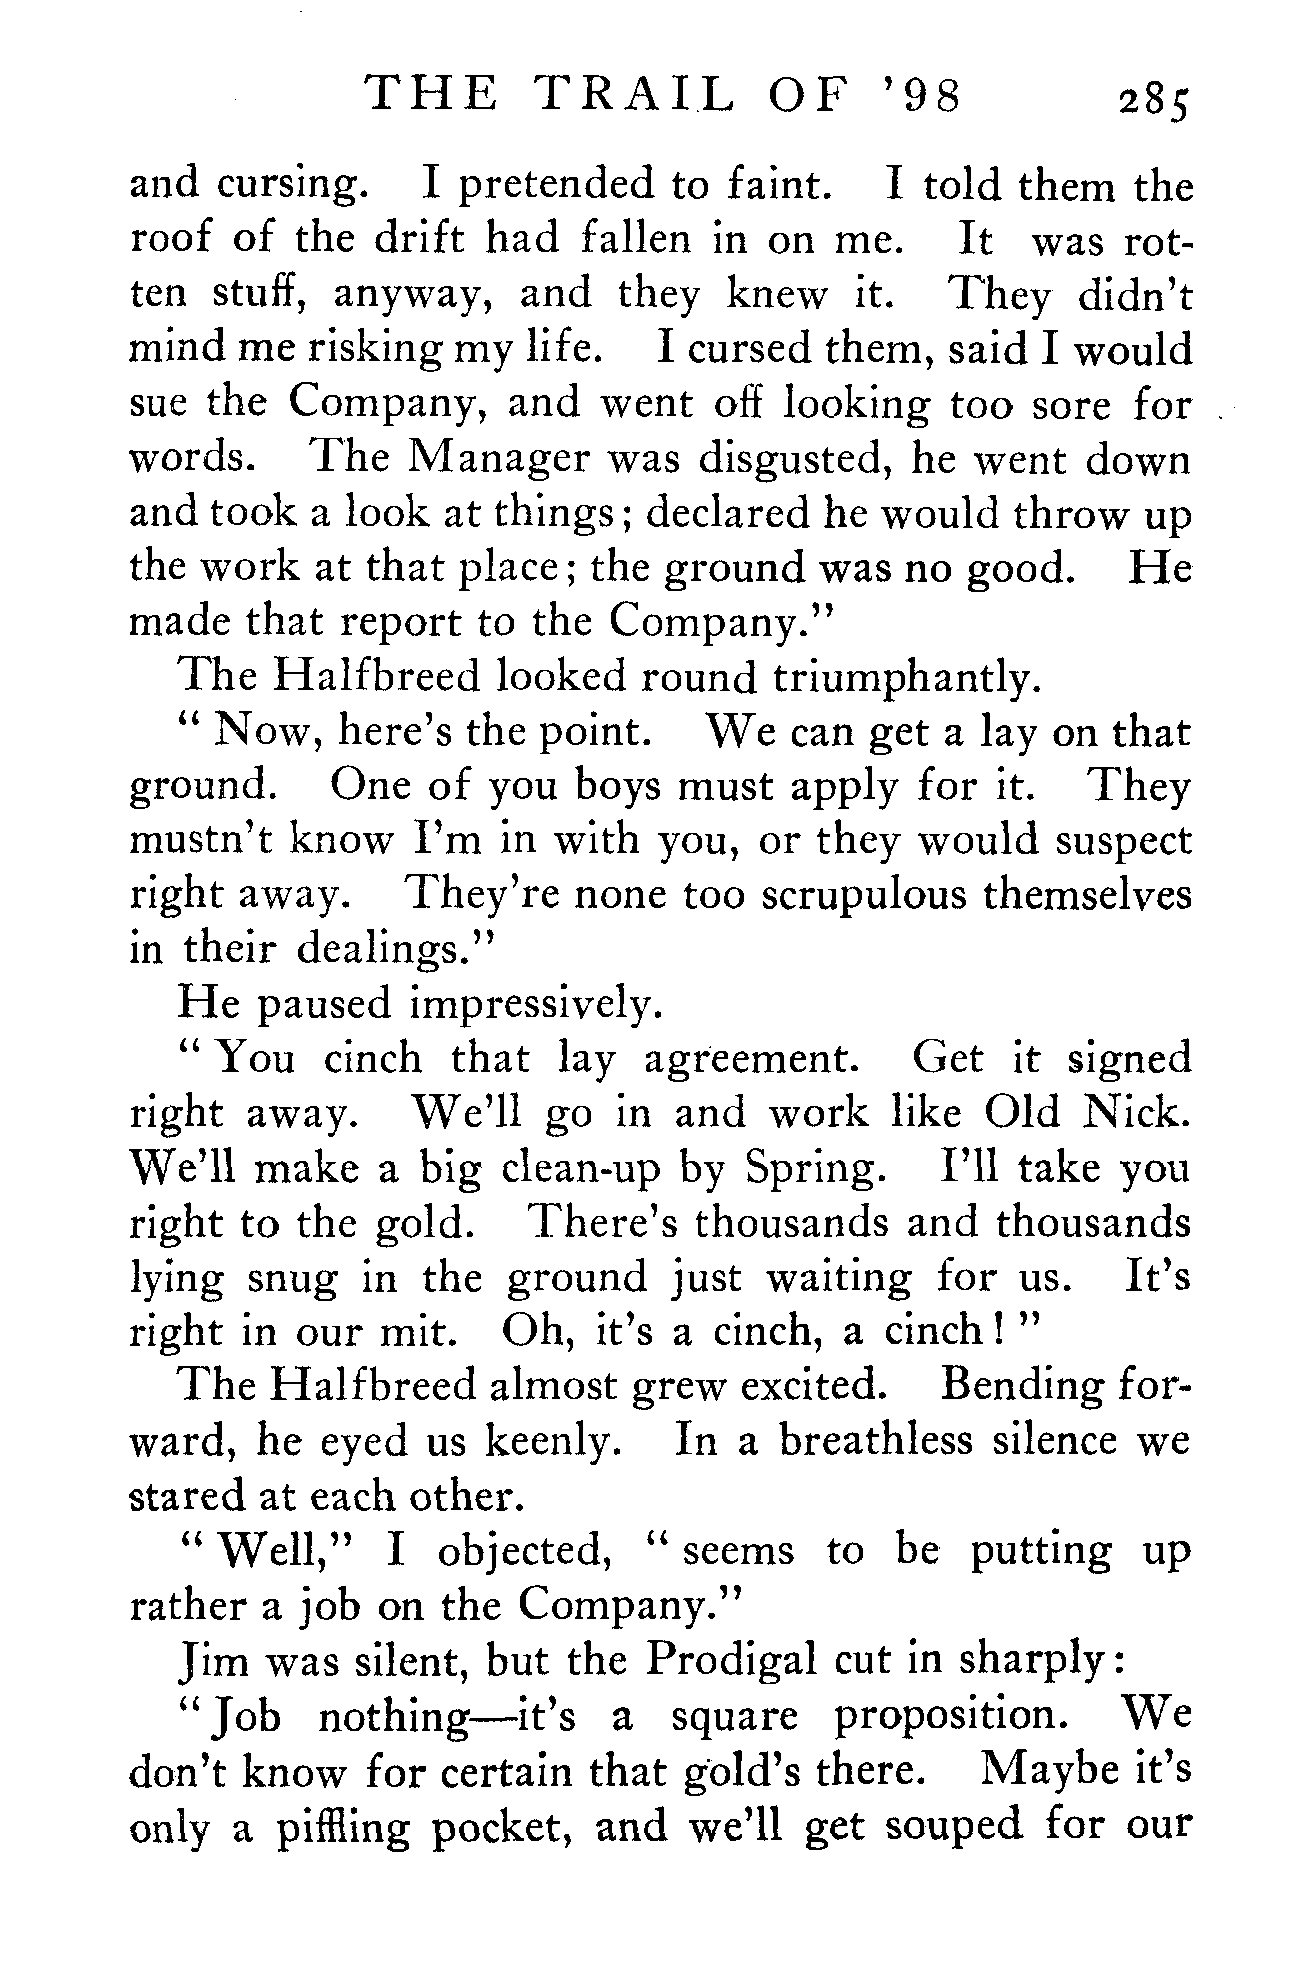 THE TRAIL OF '98 285
and cursing. I pretended to faint. I told them the
roof of the drift had fallen in on me. It was rot-
ten stuff, anyway, and they knew it. They didn't
mind me risking my life. I cursed them, said I would
sue the Company, and went off looking too sore for
words. The Manager was disgusted, he went down
and took a look at things; declared he would throw up
the work at that place; the ground was no good. He
made that report to the Company."
The Halfbreed looked round triumphantly.
" Now, here's the point. We can get a lay on that
ground. One of you boys must apply for it. They
mustn't know I'm in with you, or they would suspect
right away. They're none too scrupulous themselves
in their dealings."
He paused impressively.
" You cinch that lay agreement. Get it signed
right away. We'll go in and work like Old Nick.
We'll make a big clean-up by Spring. I'll take you
right to the gold. There's thousands and thousands
lying snug in the ground just waiting for us. It's
right in our mit. Oh, it's a cinch, a cinch! "
The Halfbreed almost grew excited. Bending for-
ward, he eyed us keenly. In a breathless silence we
stared at each other.
" Well," I objected, " seems to be putting up
rather a job on the Company."
Jim was silent, but the Prodigal cut in sharply:
" Job nothing—it's a square proposition. We
don't know for certain that gold's there. Maybe it's
only a piffling pocket, and we'll get souped for our